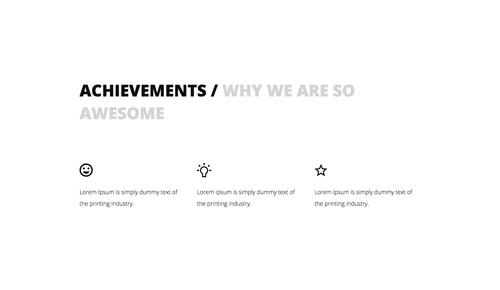 ACHIEVEMENTS / WHY WE ARE SO
AWESOME
Lorem Ipsum is simply dummy text of
the printing industry.
Lorem Ipsum is simply dummy text of
the printing industry.
Lorem Ipsum is simply dummy text of
the printing industry.